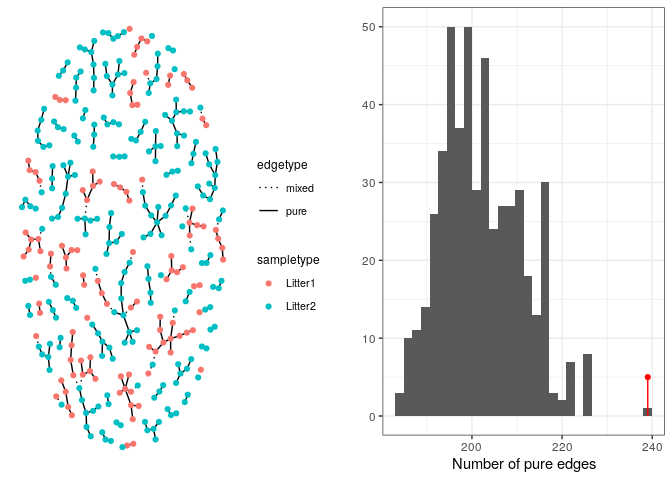 edgetype
mixed
pure
sampletype
Litter1
Litter2
50
40
30
20
10
0
200
220
240
Number of pure edges